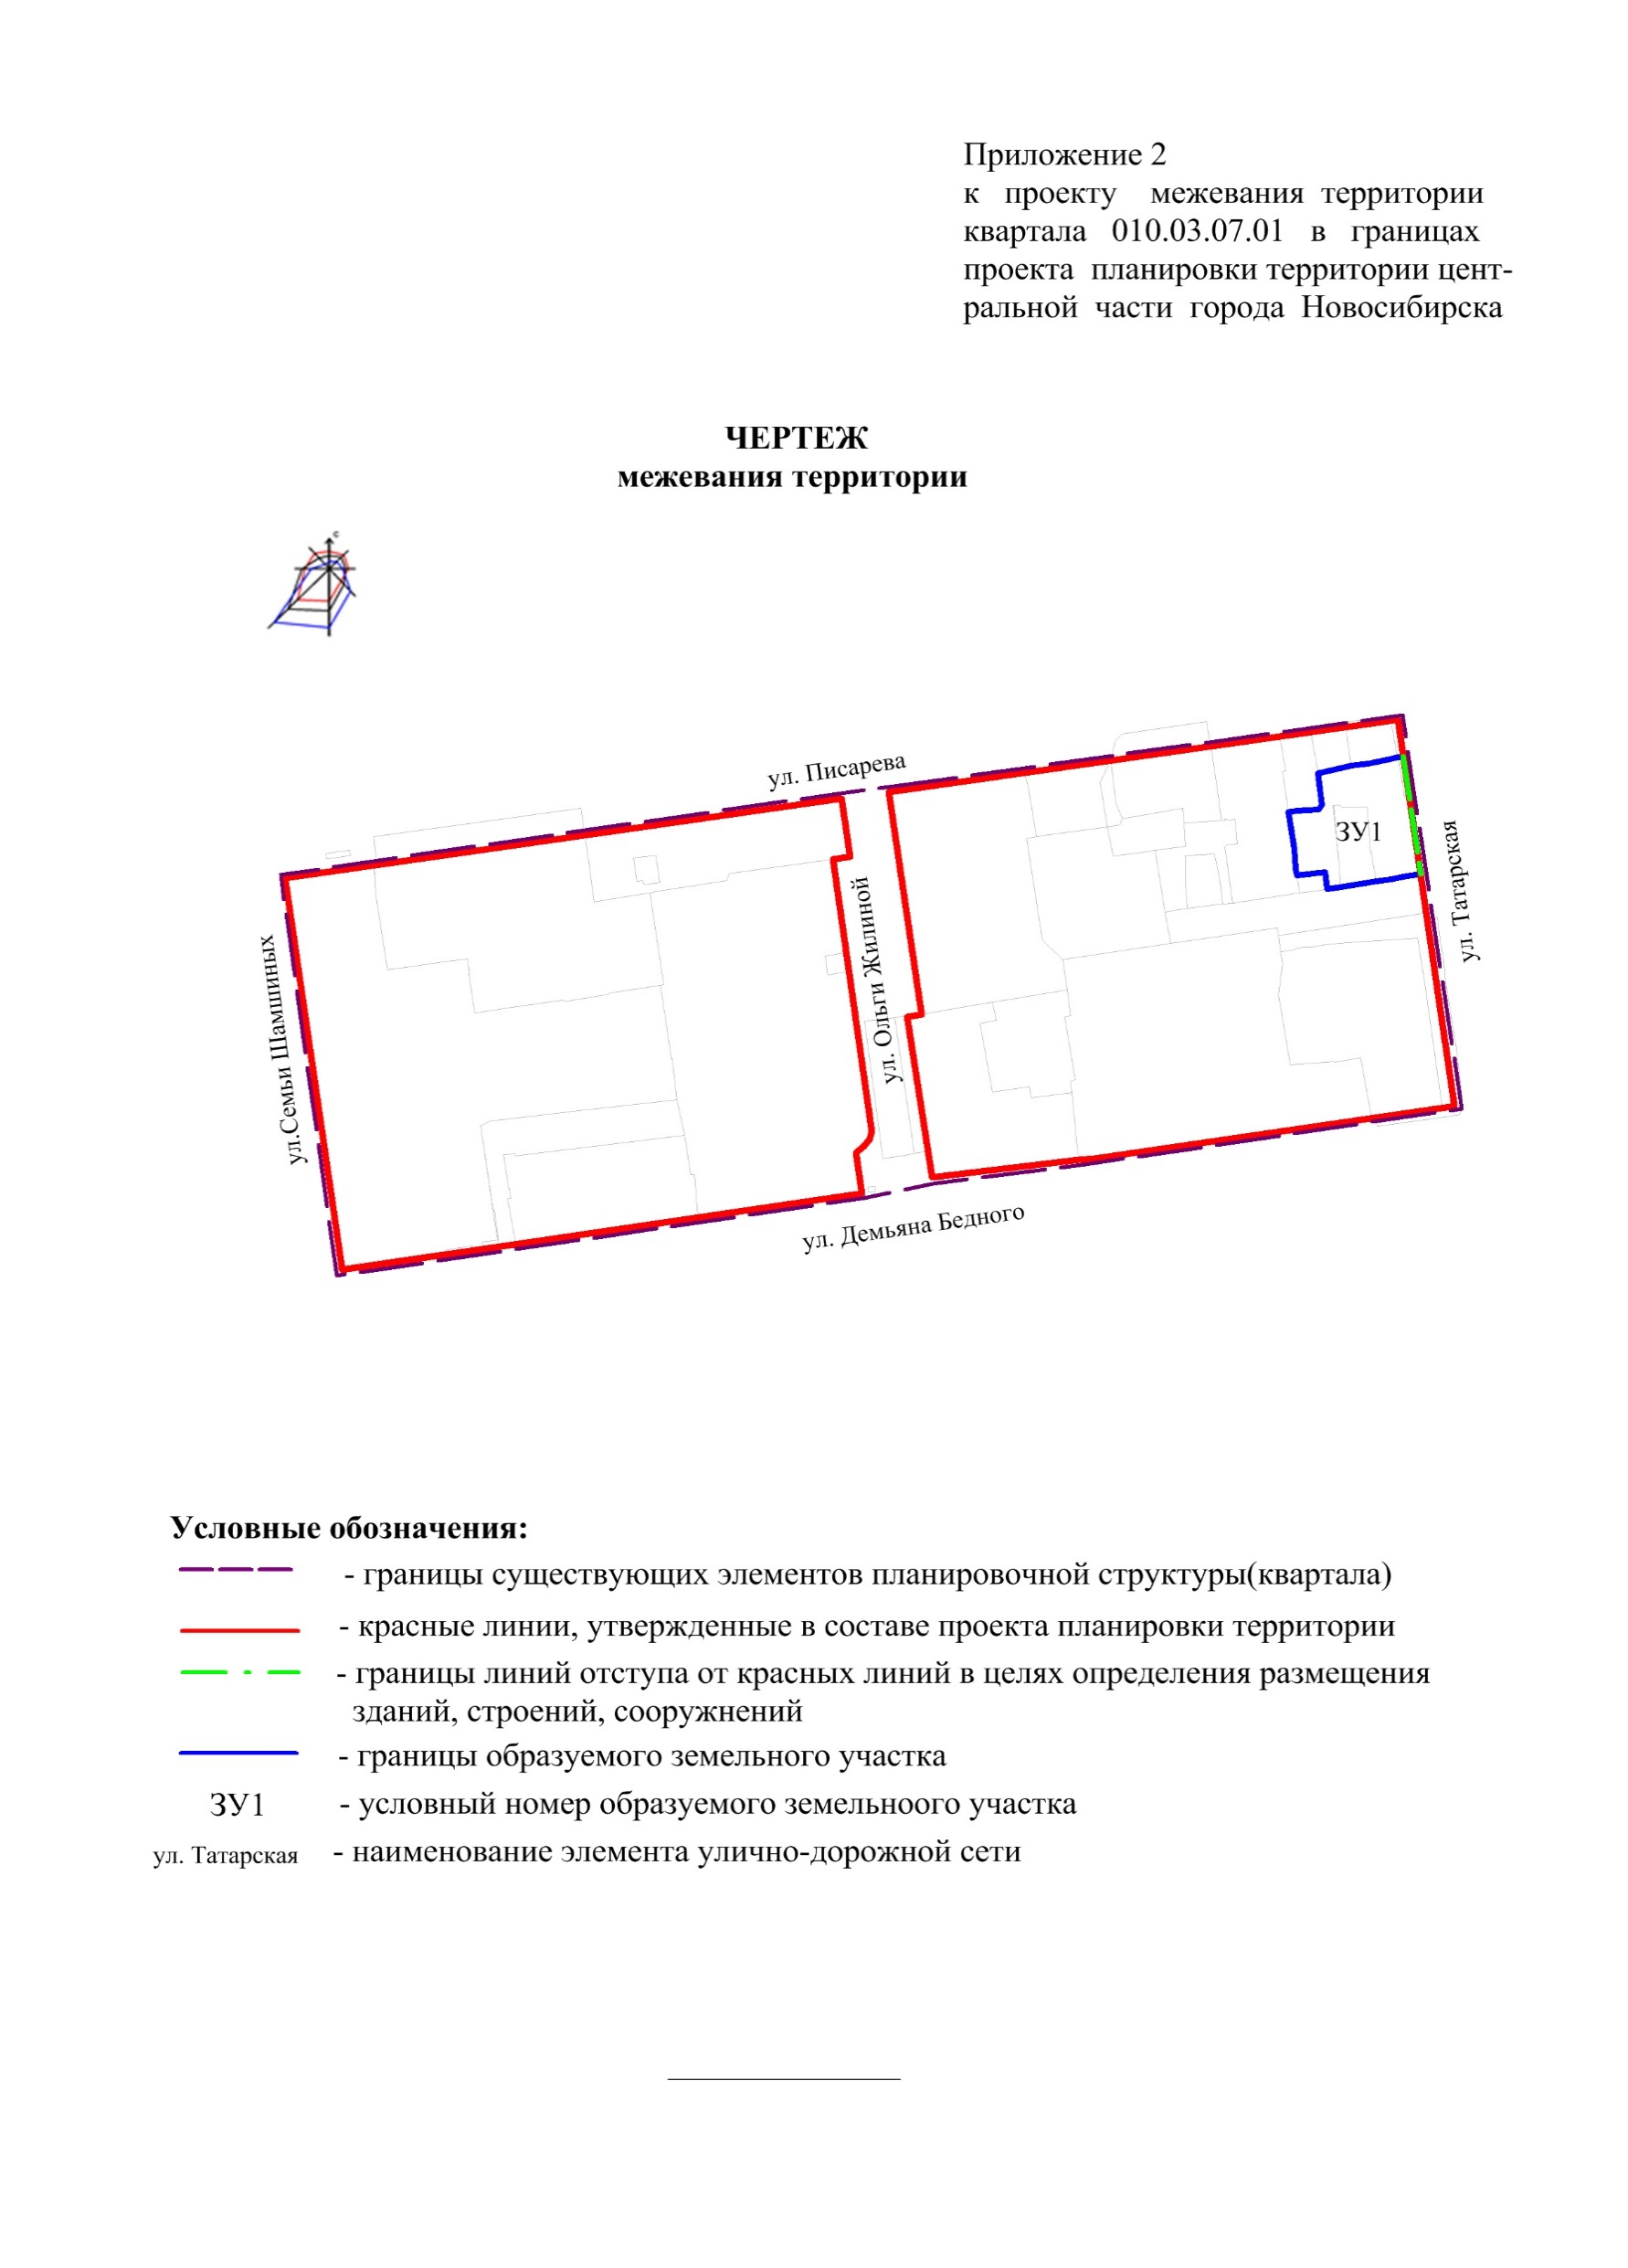 Приложение 2
к проекту межевания территории
квартала 010.03.07.01 в границах
проекта планировки территории цент-
ральной части города Новосибирска
ЧЕРТЕЖ
межевания территории
с
ул. Писарева
ЗУ1
ул. Татарская
ул. Ольги Жилиной
ул.Семьи Шамшиных
ул. Демьяна Бедного
Условные обозначения:
- границы существующих элементов планировочной структуры(квартала)
- красные линии, утвержденные в составе проекта планировки территории
- границы линий отступа от красных линий в целях определения размещения
зданий, строений, сооружнений
- границы образуемого земельного участка
ЗУ1 - условный номер образуемого земельноого участка
ул. Татарская - наименование элемента улично-дорожной сети